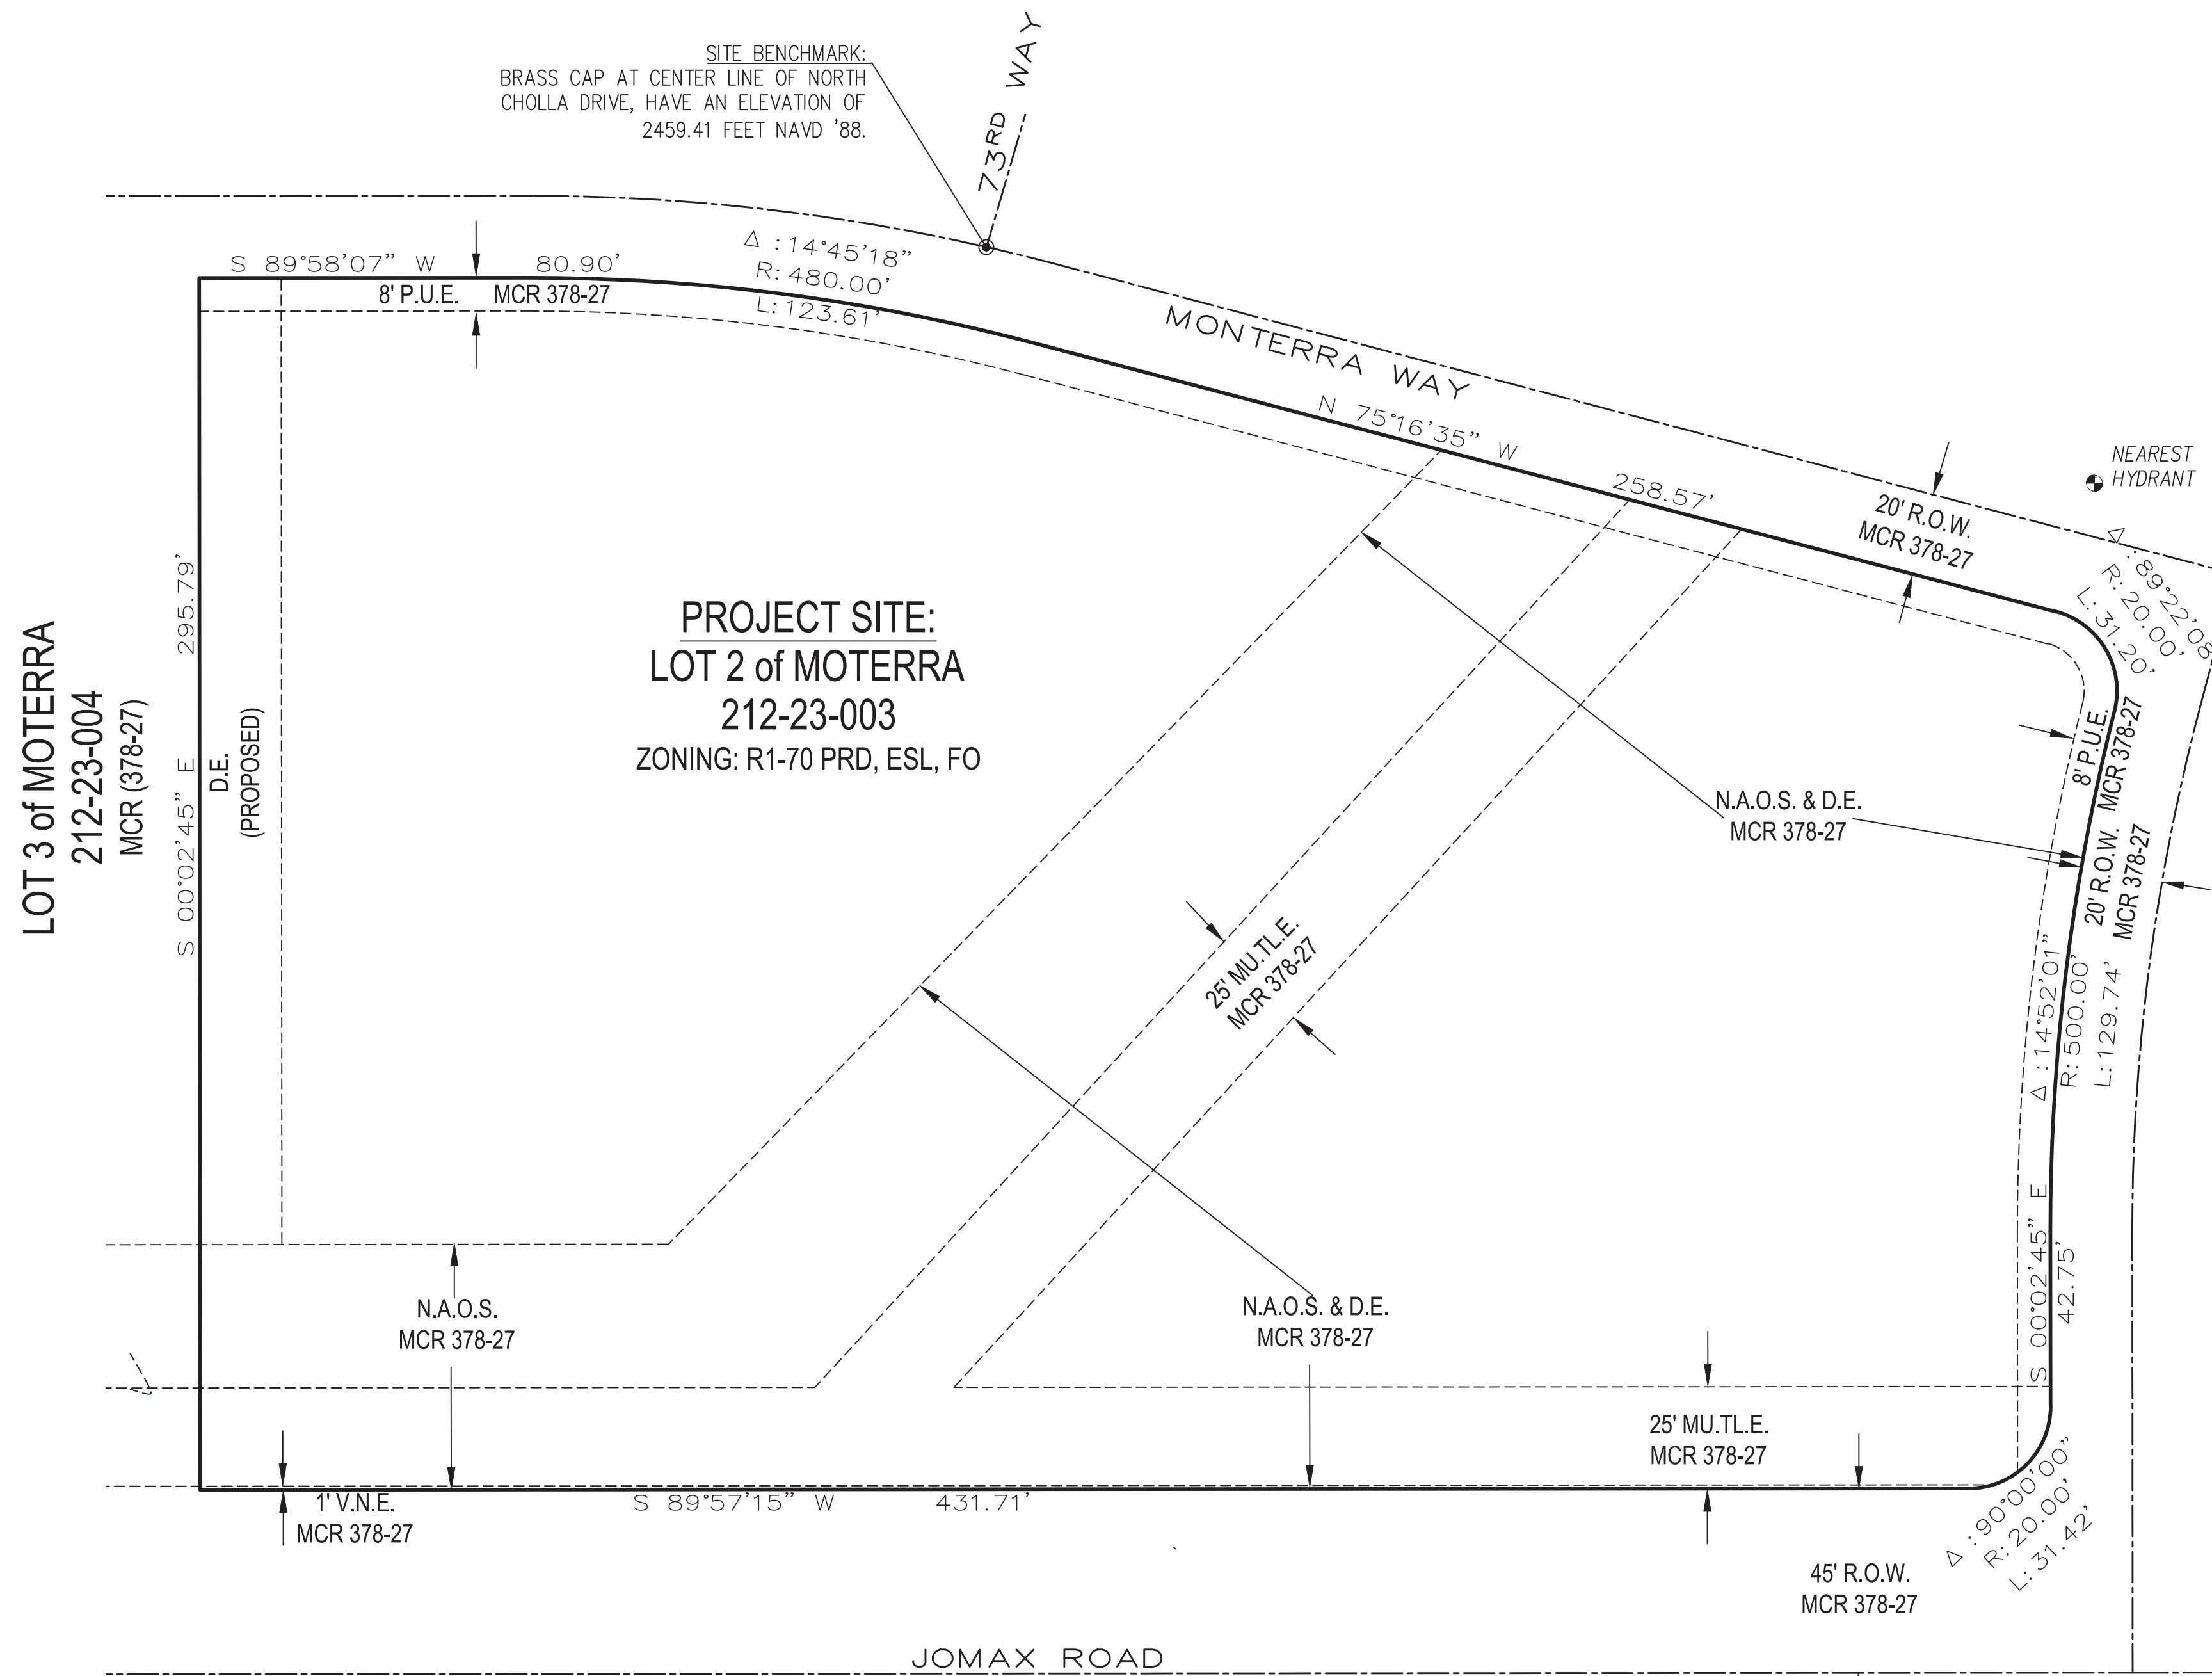 SITE BENCHMARK:
BRASS CAP AT CENTER LINE OF NORTH
CHOLLA DRIVE, HAVE AN ELEVATION OF
2459.41 FEET NAVD '88.
73RD WAY
S 89°58'07" W 80.90'
8' P.U.E. MCR 378-27
Δ : 14°45'18"
R: 480.00'
L: 123.61'
MONTERRA WAY
N 75°16'35" W 258.57'
20' R.O.W.
MCR 378-27
NEAREST
HYDRANT
Δ : 89°22'08
R: 20.00'
L: 31.20'
LOT 3 of MOTERRA
212-23-004
MCR (378-27)
S 00°02'45" E 295.79'
D.E.
(PROPOSED)
PROJECT SITE:
LOT 2 of MOTERRA
212-23-003
ZONING: R1-70 PRD, ESL, FO
N.A.O.S. & D.E.
MCR 378-27
8' P.U.E.
MCR 378-27
20' R.O.W.
MCR 378-27
25' MU.TL.E.
MCR 378-27
Δ : 14°52'01"
R: 500.00'
L: 129.74'
S 00°02'45" E
42.75'
N.A.O.S.
MCR 378-27
N.A.O.S. & D.E.
MCR 378-27
25' MU.TL.E.
MCR 378-27
1' V.N.E.
MCR 378-27
S 89°57'15" W 431.71'
Δ : 90°00'00"
R: 20.00'
L: 31.42'
45' R.O.W.
MCR 378-27
JOMAX ROAD